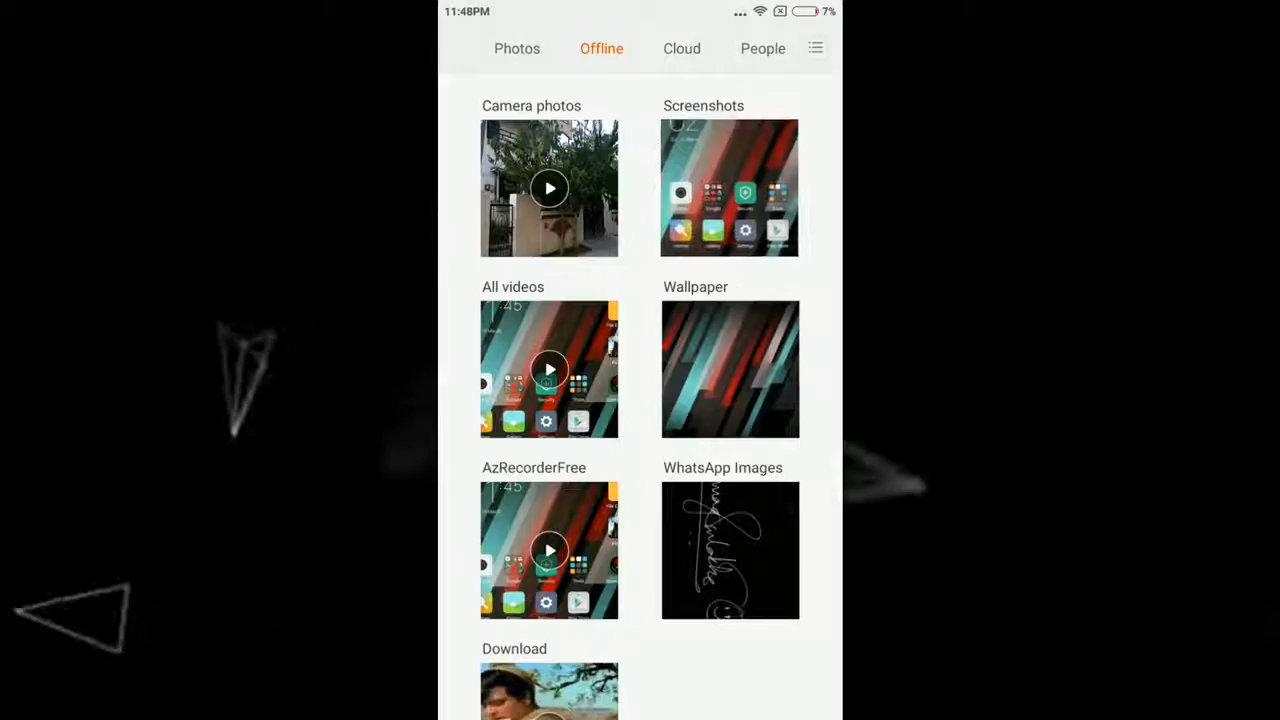 11:48PM ... 7%
Photos Offline Cloud People
Camera photos Screenshots
All videos Wallpaper
AzRecorderFree WhatsApp Images
Download